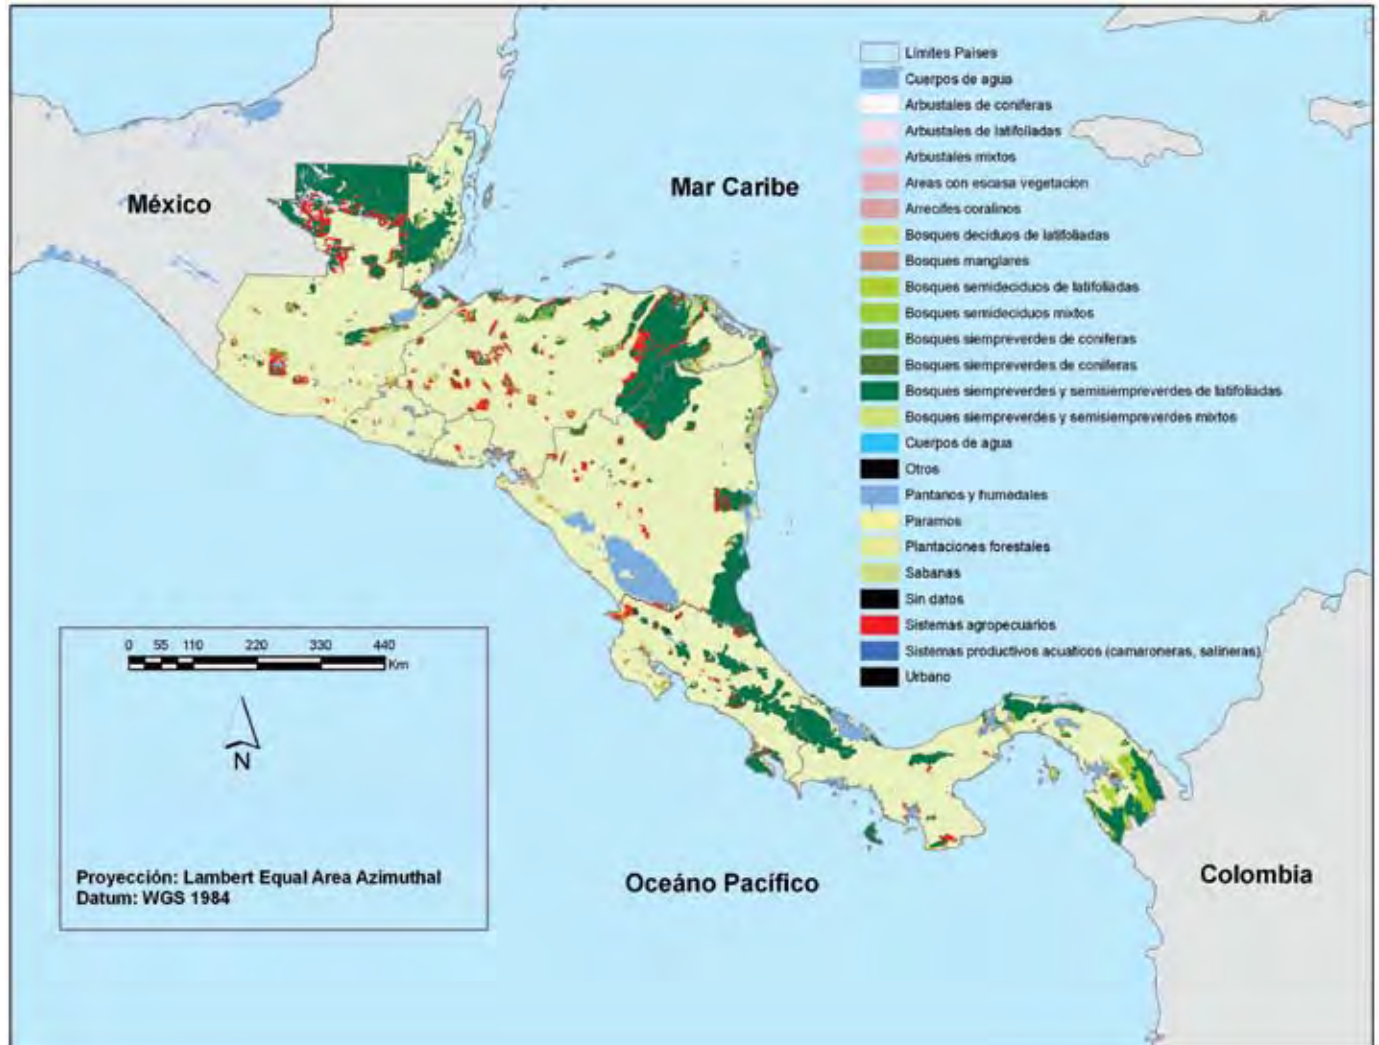 México
Mar Caribe
Límites Países
Cuerpos de agua
Arbustales de coniferas
Arbustales de latifoliadas
Arbustales mixtos
Areas con escasa vegetacion
Arrecifes coralinos
Bosques deciduos de latifoliadas
Bosques manglares
Bosques semideciduos de latifoliadas
Bosques semideciduos mixtos
Bosques siempreverdes de coniferas
Bosques siempreverdes de coniferas
Bosques siempreverdes y semisiempreverdes de latifoliadas
Bosques siempreverdes y semisiempreverdes mixtos
Cuerpos de agua
Otros
Pantanos y humedales
Paramos
Plantaciones forestales
Sabanas
Sin datos
Sistemas agropecuarios
Sistemas productivos acuaticos (camaroneras, salineras)
Urbano
0 55 110 220 330 440
Km
N
Proyección: Lambert Equal Area Azimuthal
Datum: WGS 1984
Oceáno Pacífico
Colombia